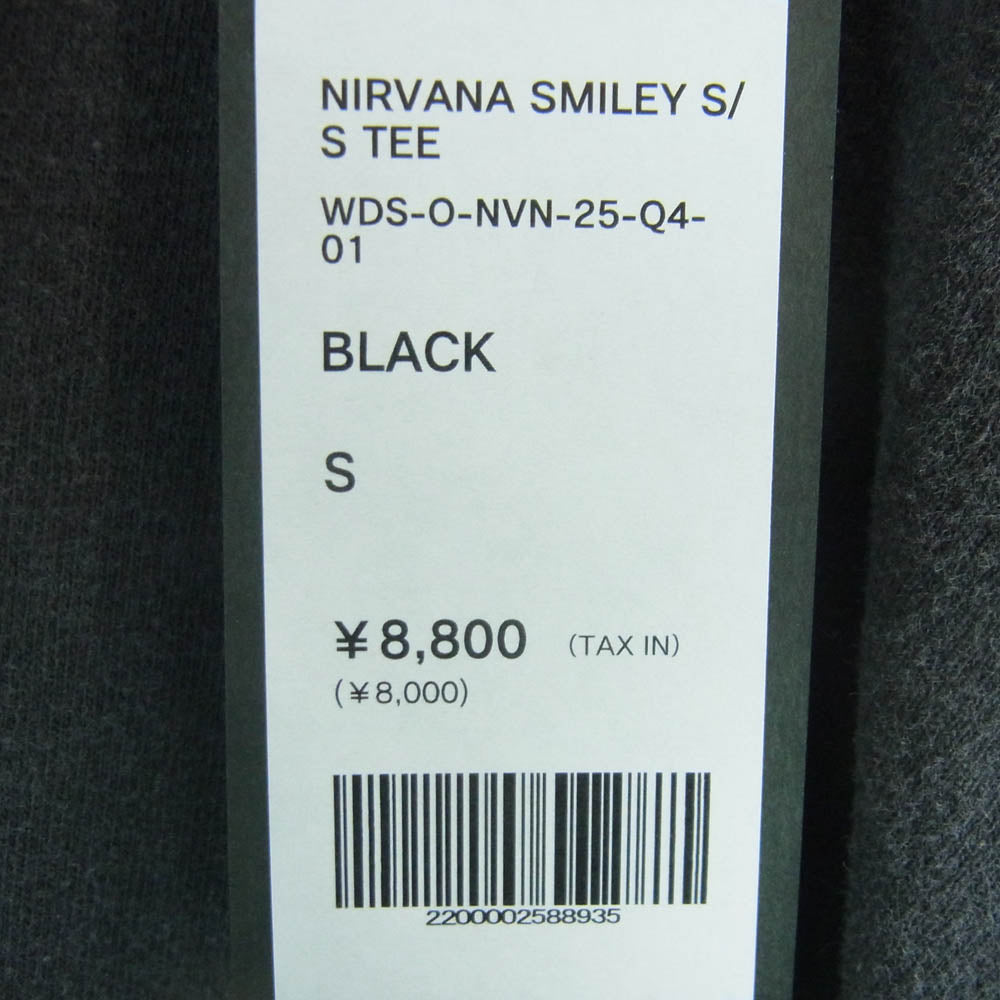 NIRVANA SMILEY S/
S TEE
WDS-O-NVN-25-Q4-
01
BLACK
S
¥8,800 (TAX IN)
(¥8,000)
2200002588935